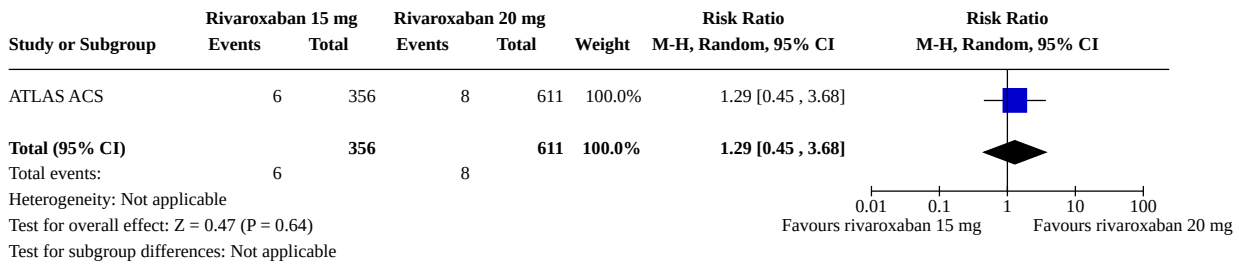 Rivaroxaban 15 mg Rivaroxaban 20 mg Risk Ratio Risk Ratio
Study or Subgroup Events Total Events Total Weight M-H, Random, 95% CI M-H, Random, 95% CI
ATLAS ACS 6 356 8 611 100.0% 1.29 [0.45 , 3.68]
Total (95% CI) 356 611 100.0% 1.29 [0.45 , 3.68]
Total events: 6 8
Heterogeneity: Not applicable
0.01 0.1 1 10 100
Test for overall effect: Z = 0.47 (P = 0.64) Favours rivaroxaban 15 mg Favours rivaroxaban 20 mg
Test for subgroup differences: Not applicable